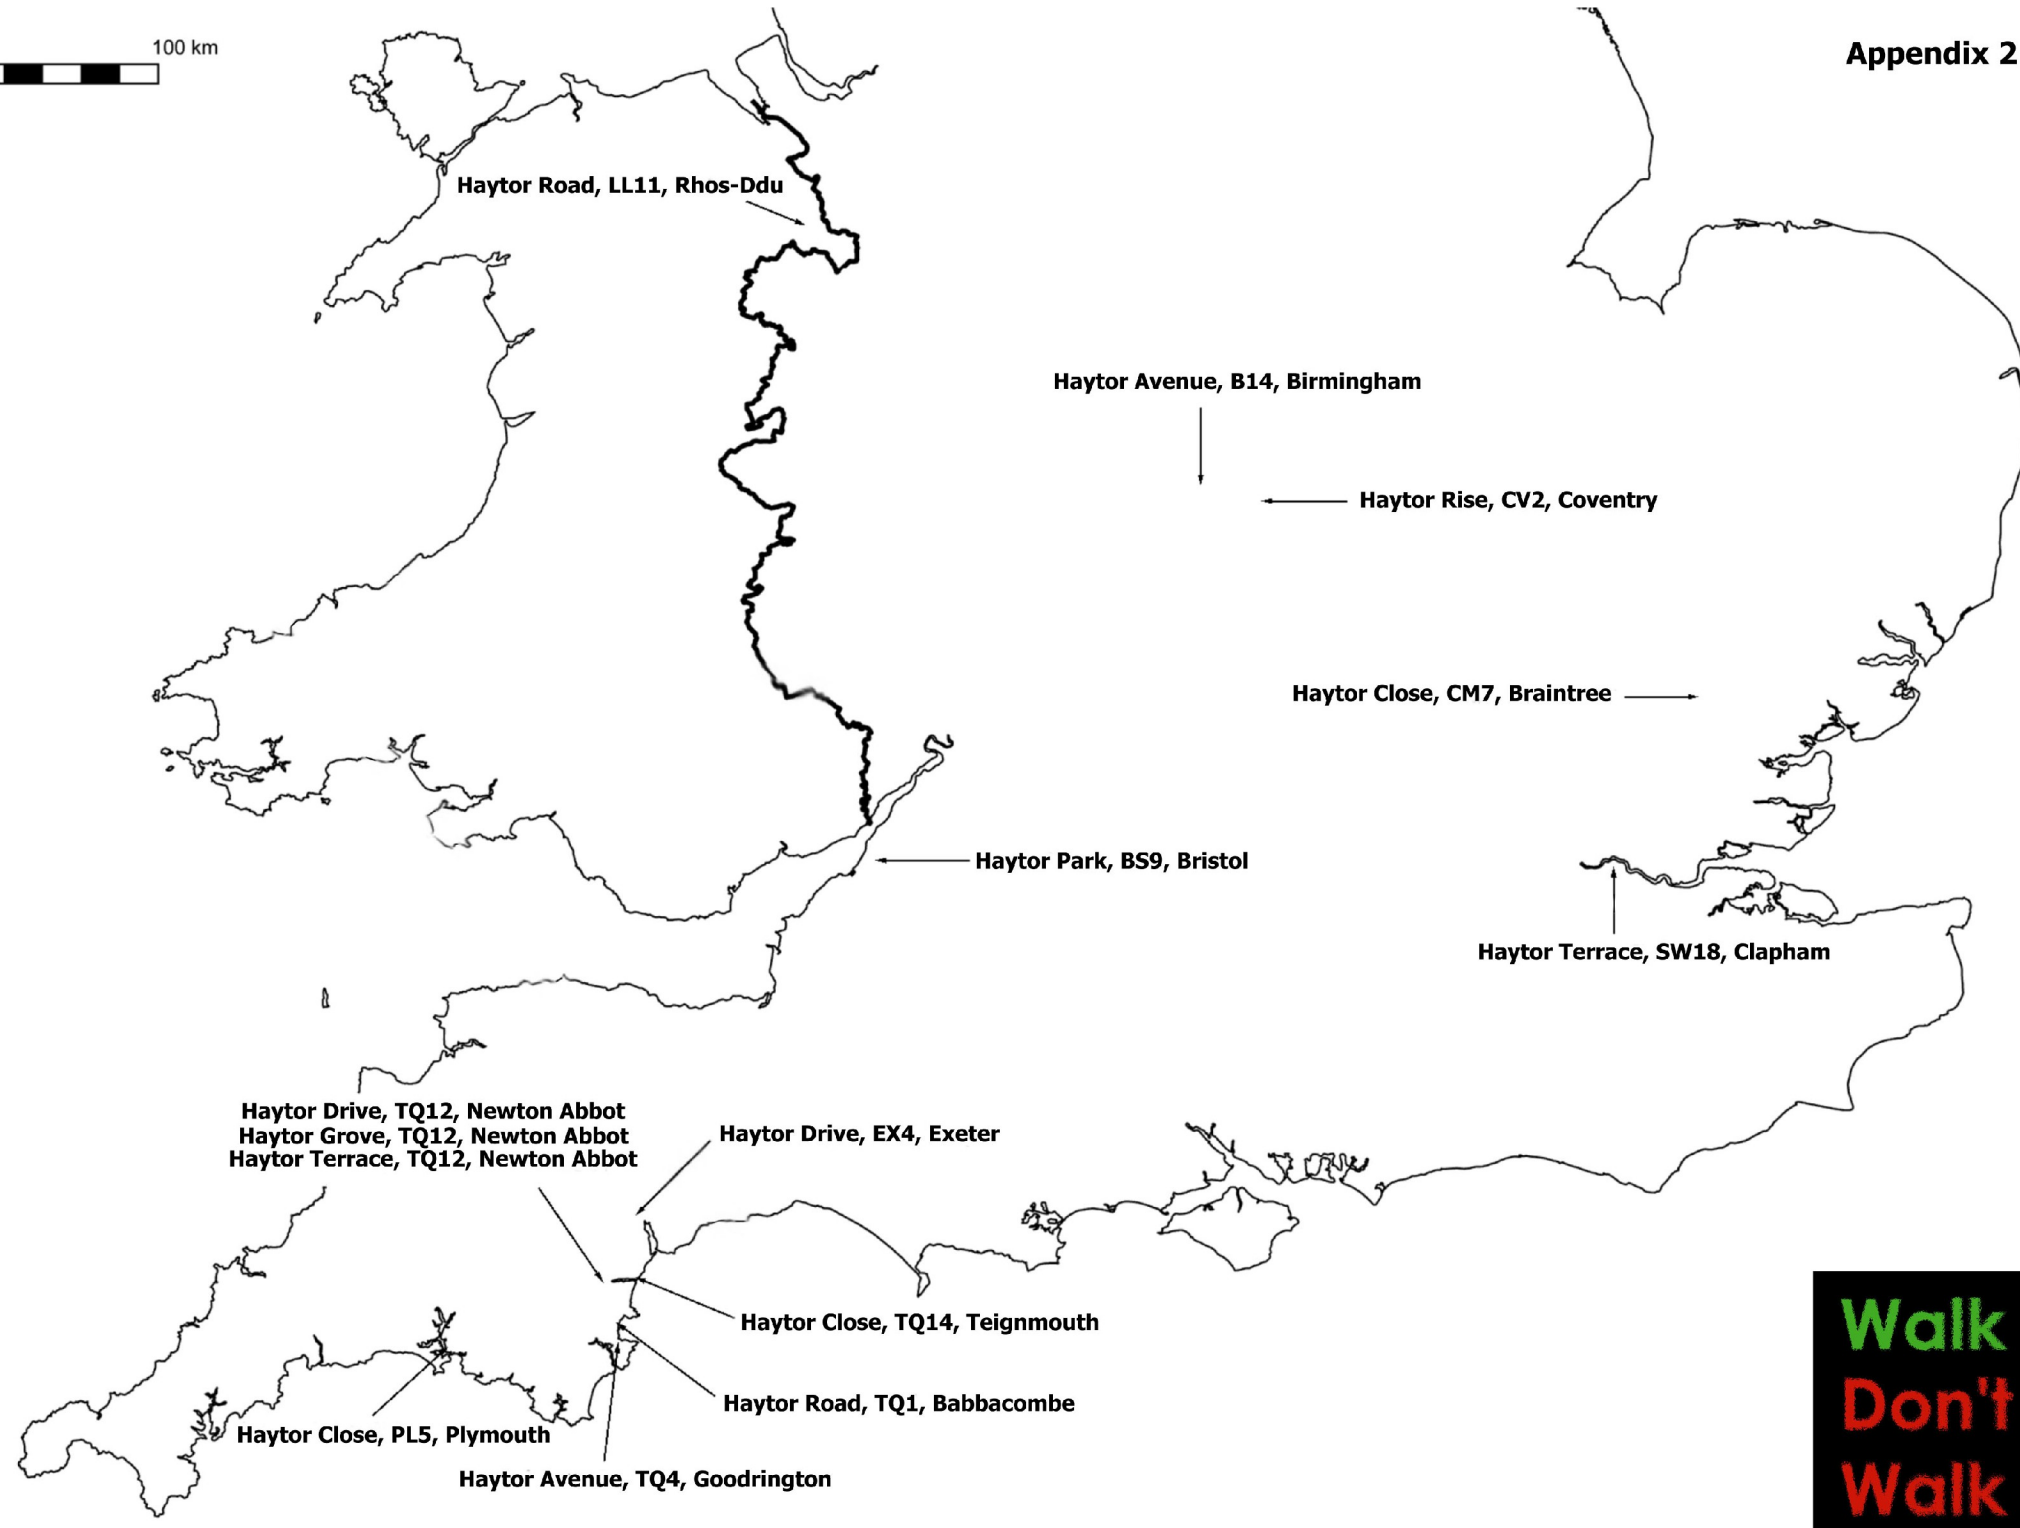 100 km
Appendix 2
Haytor Road, LL11, Rhos-Ddu
Haytor Avenue, B14, Birmingham
Haytor Rise, CV2, Coventry
Haytor Close, CM7, Braintree
Haytor Park, BS9, Bristol
Haytor Terrace, SW18, Clapham
Haytor Drive, TQ12, Newton Abbot
Haytor Grove, TQ12, Newton Abbot
Haytor Terrace, TQ12, Newton Abbot
Haytor Drive, EX4, Exeter
Haytor Close, TQ14, Teignmouth
Haytor Road, TQ1, Babbacombe
Haytor Close, PL5, Plymouth
Haytor Avenue, TQ4, Goodrington
Walk
Don't
Walk